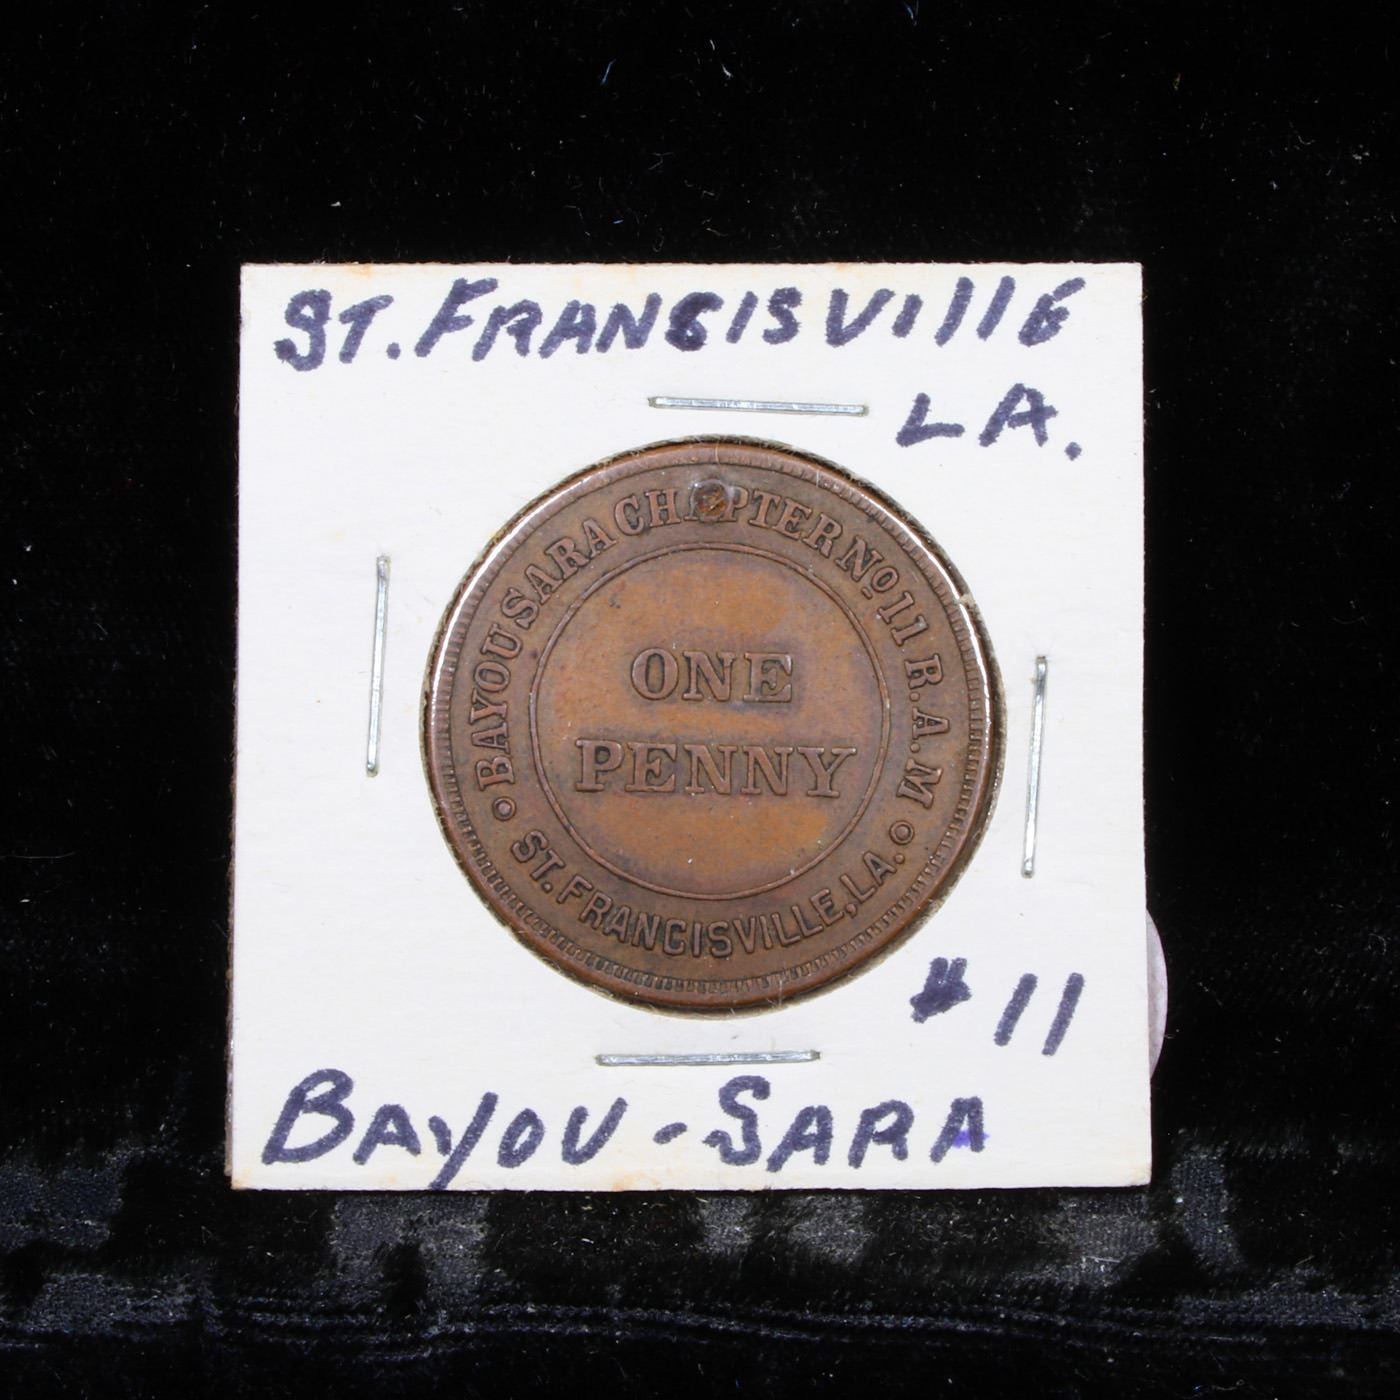 ST. FRANCISVILLE
LA.
BAYOU SARA CHAPTER No. 11 R.A.M
ONE
PENNY
ST. FRANCISVILLE, LA.
#11
BAYOU-SARA